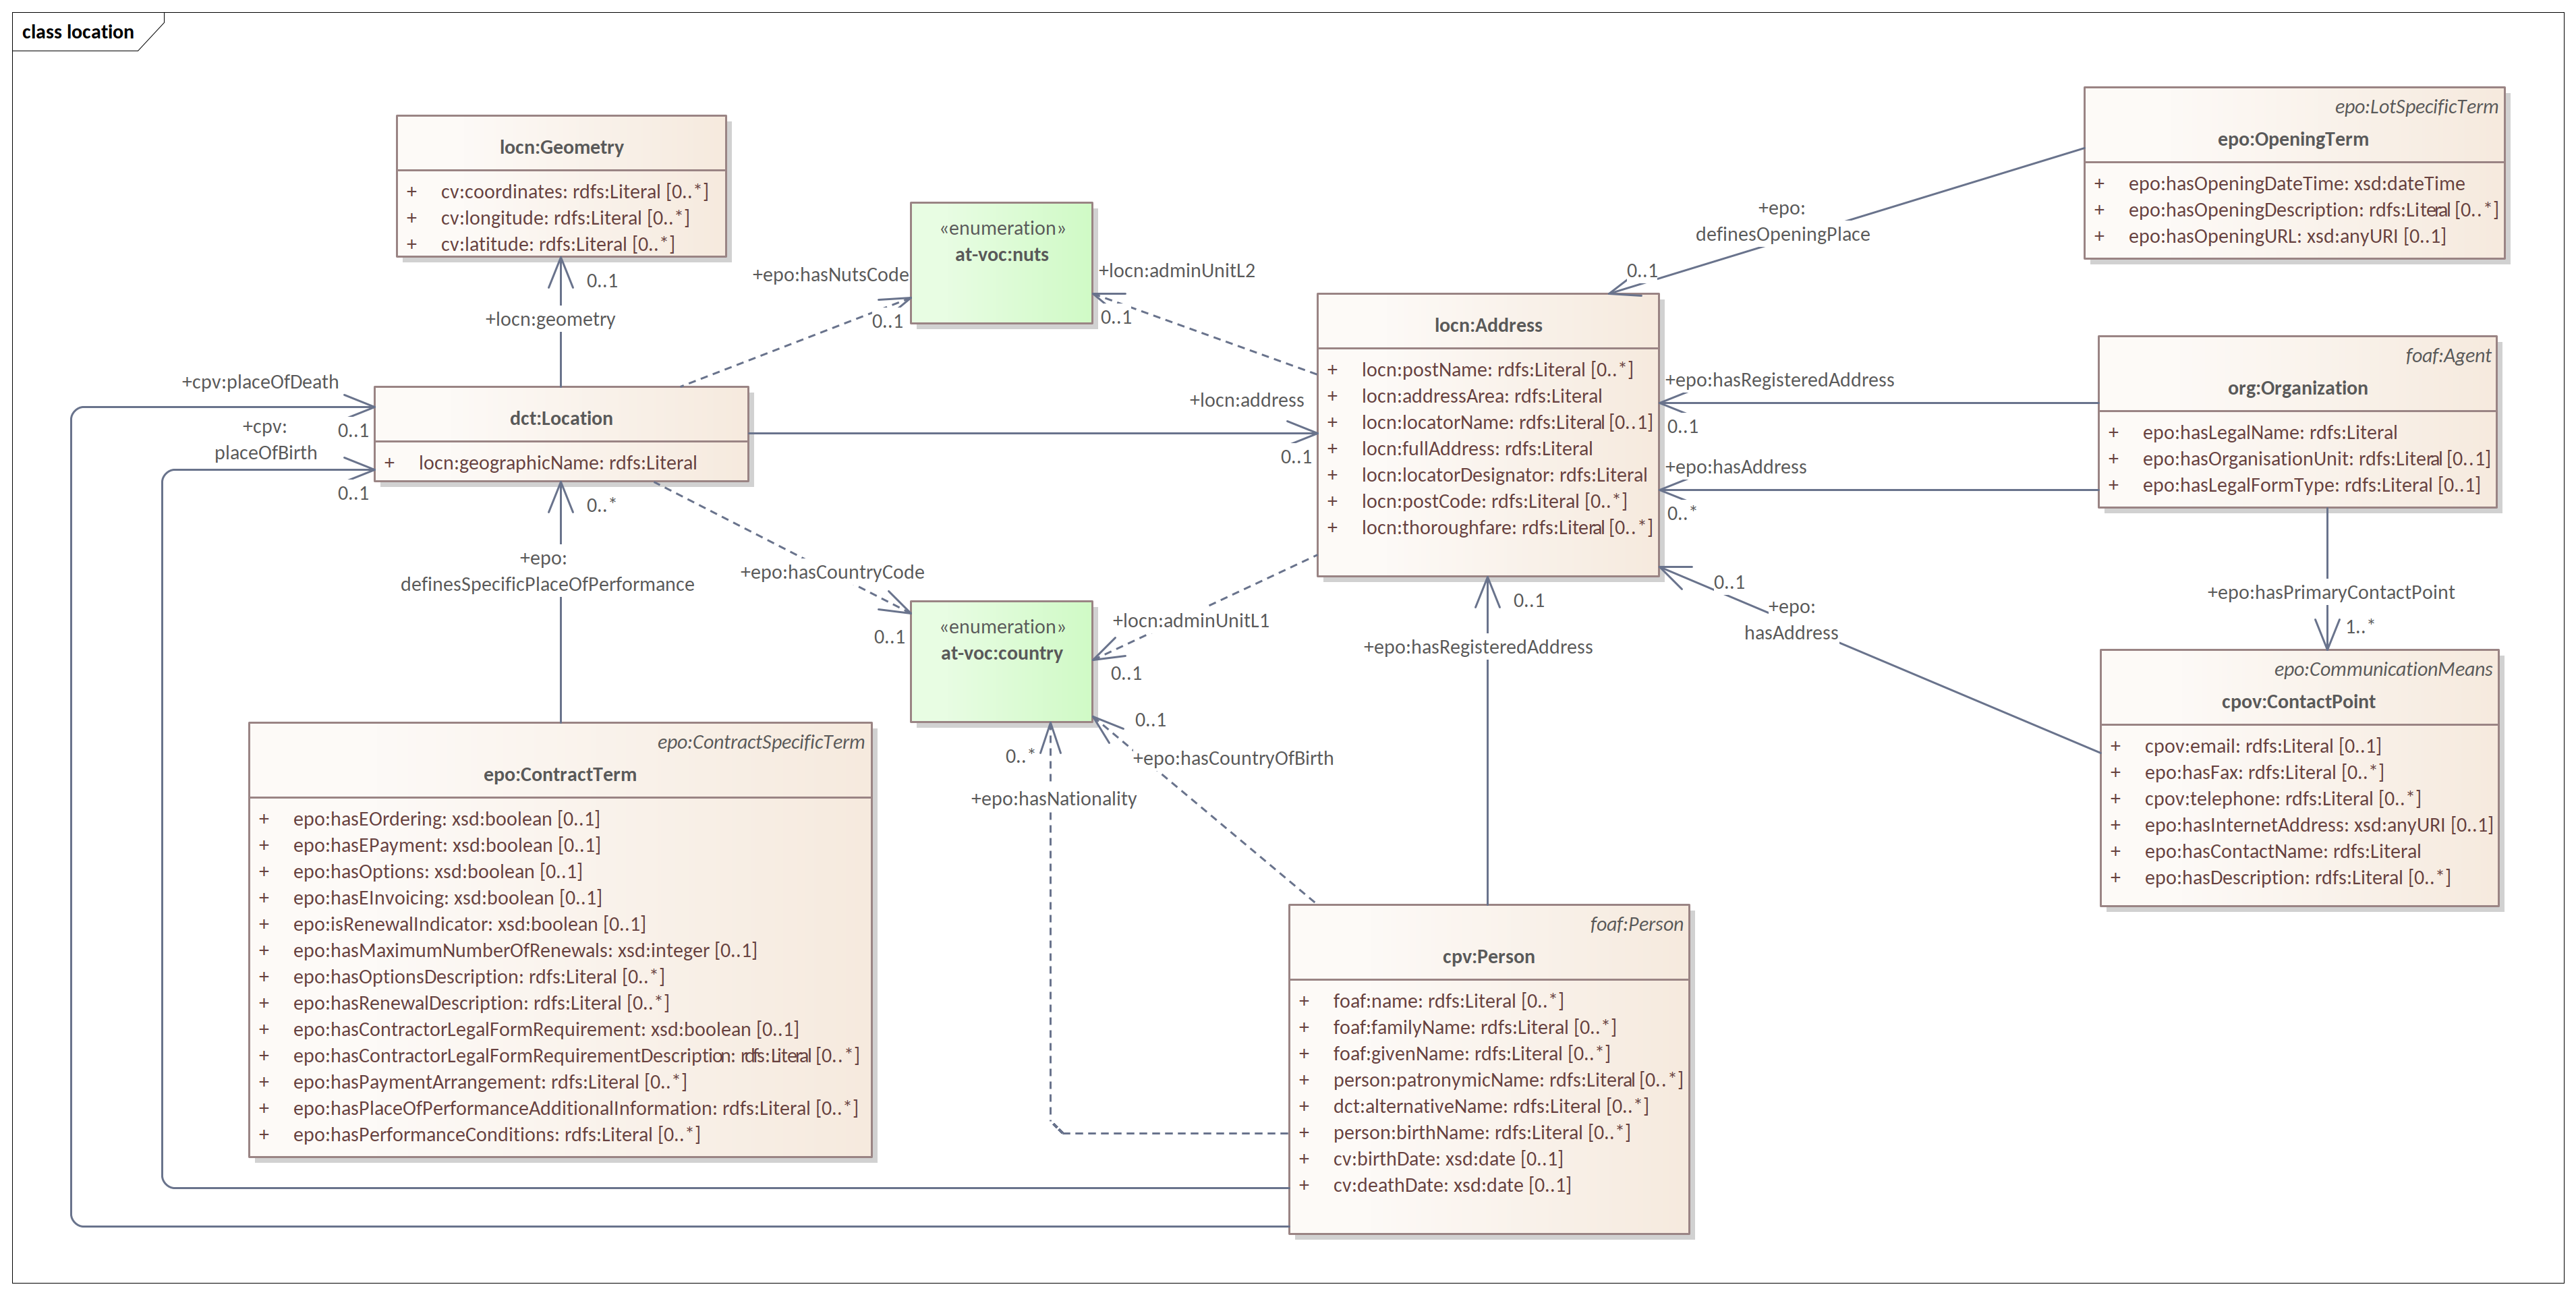 class location
locn:Geometry
+ cv:coordinates: rdfs:Literal [0..*]
+ cv:longitude: rdfs:Literal [0..*]
+ cv:latitude: rdfs:Literal [0..*]
0..1
+locn:geometry
«enumeration»
at-voc:nuts
+epo:hasNutsCode
0..1
+locn:adminUnitL2
0..1
epo:LotSpecificTerm
epo:OpeningTerm
+ epo:hasOpeningDateTime: xsd:dateTime
+ epo:hasOpeningDescription: rdfs:Literal [0..*]
+ epo:hasOpeningURL: xsd:anyURI [0..1]
+epo:
definesOpeningPlace
0..1
locn:Address
+ locn:postName: rdfs:Literal [0..*]
+ locn:addressArea: rdfs:Literal
+ locn:locatorName: rdfs:Literal [0..1]
+ locn:fullAddress: rdfs:Literal
+ locn:locatorDesignator: rdfs:Literal
+ locn:postCode: rdfs:Literal [0..*]
+ locn:thoroughfare: rdfs:Literal [0..*]
foaf:Agent
org:Organization
+ epo:hasLegalName: rdfs:Literal
+ epo:hasOrganisationUnit: rdfs:Literal [0..1]
+ epo:hasLegalFormType: rdfs:Literal [0..1]
+epo:hasRegisteredAddress
0..1
+epo:hasAddress
0..*
+cpv:placeOfDeath
0..1
+cpv:
placeOfBirth
0..1
dct:Location
+ locn:geographicName: rdfs:Literal
+locn:address
0..1
0..*
+epo:
definesSpecificPlaceOfPerformance
+epo:hasCountryCode
0..1
«enumeration»
at-voc:country
+locn:adminUnitL1
0..1
0..1
+epo:hasCountryOfBirth
0..*
+epo:hasNationality
0..1
+epo:hasRegisteredAddress
0..1
+epo:
hasAddress
+epo:hasPrimaryContactPoint
1..*
epo:CommunicationMeans
cpov:ContactPoint
+ cpov:email: rdfs:Literal [0..1]
+ epo:hasFax: rdfs:Literal [0..*]
+ cpov:telephone: rdfs:Literal [0..*]
+ epo:hasInternetAddress: xsd:anyURI [0..1]
+ epo:hasContactName: rdfs:Literal
+ epo:hasDescription: rdfs:Literal [0..*]
epo:ContractSpecificTerm
epo:ContractTerm
+ epo:hasEOrdering: xsd:boolean [0..1]
+ epo:hasEPayment: xsd:boolean [0..1]
+ epo:hasOptions: xsd:boolean [0..1]
+ epo:hasEInvoicing: xsd:boolean [0..1]
+ epo:isRenewalIndicator: xsd:boolean [0..1]
+ epo:hasMaximumNumberOfRenewals: xsd:integer [0..1]
+ epo:hasOptionsDescription: rdfs:Literal [0..*]
+ epo:hasRenewalDescription: rdfs:Literal [0..*]
+ epo:hasContractorLegalFormRequirement: xsd:boolean [0..1]
+ epo:hasContractorLegalFormRequirementDescription: rdfs:Literal [0..*]
+ epo:hasPaymentArrangement: rdfs:Literal [0..*]
+ epo:hasPlaceOfPerformanceAdditionalInformation: rdfs:Literal [0..*]
+ epo:hasPerformanceConditions: rdfs:Literal [0..*]
foaf:Person
cpv:Person
+ foaf:name: rdfs:Literal [0..*]
+ foaf:familyName: rdfs:Literal [0..*]
+ foaf:givenName: rdfs:Literal [0..*]
+ person:patronymicName: rdfs:Literal [0..*]
+ dct:alternativeName: rdfs:Literal [0..*]
+ person:birthName: rdfs:Literal [0..*]
+ cv:birthDate: xsd:date [0..1]
+ cv:deathDate: xsd:date [0..1]